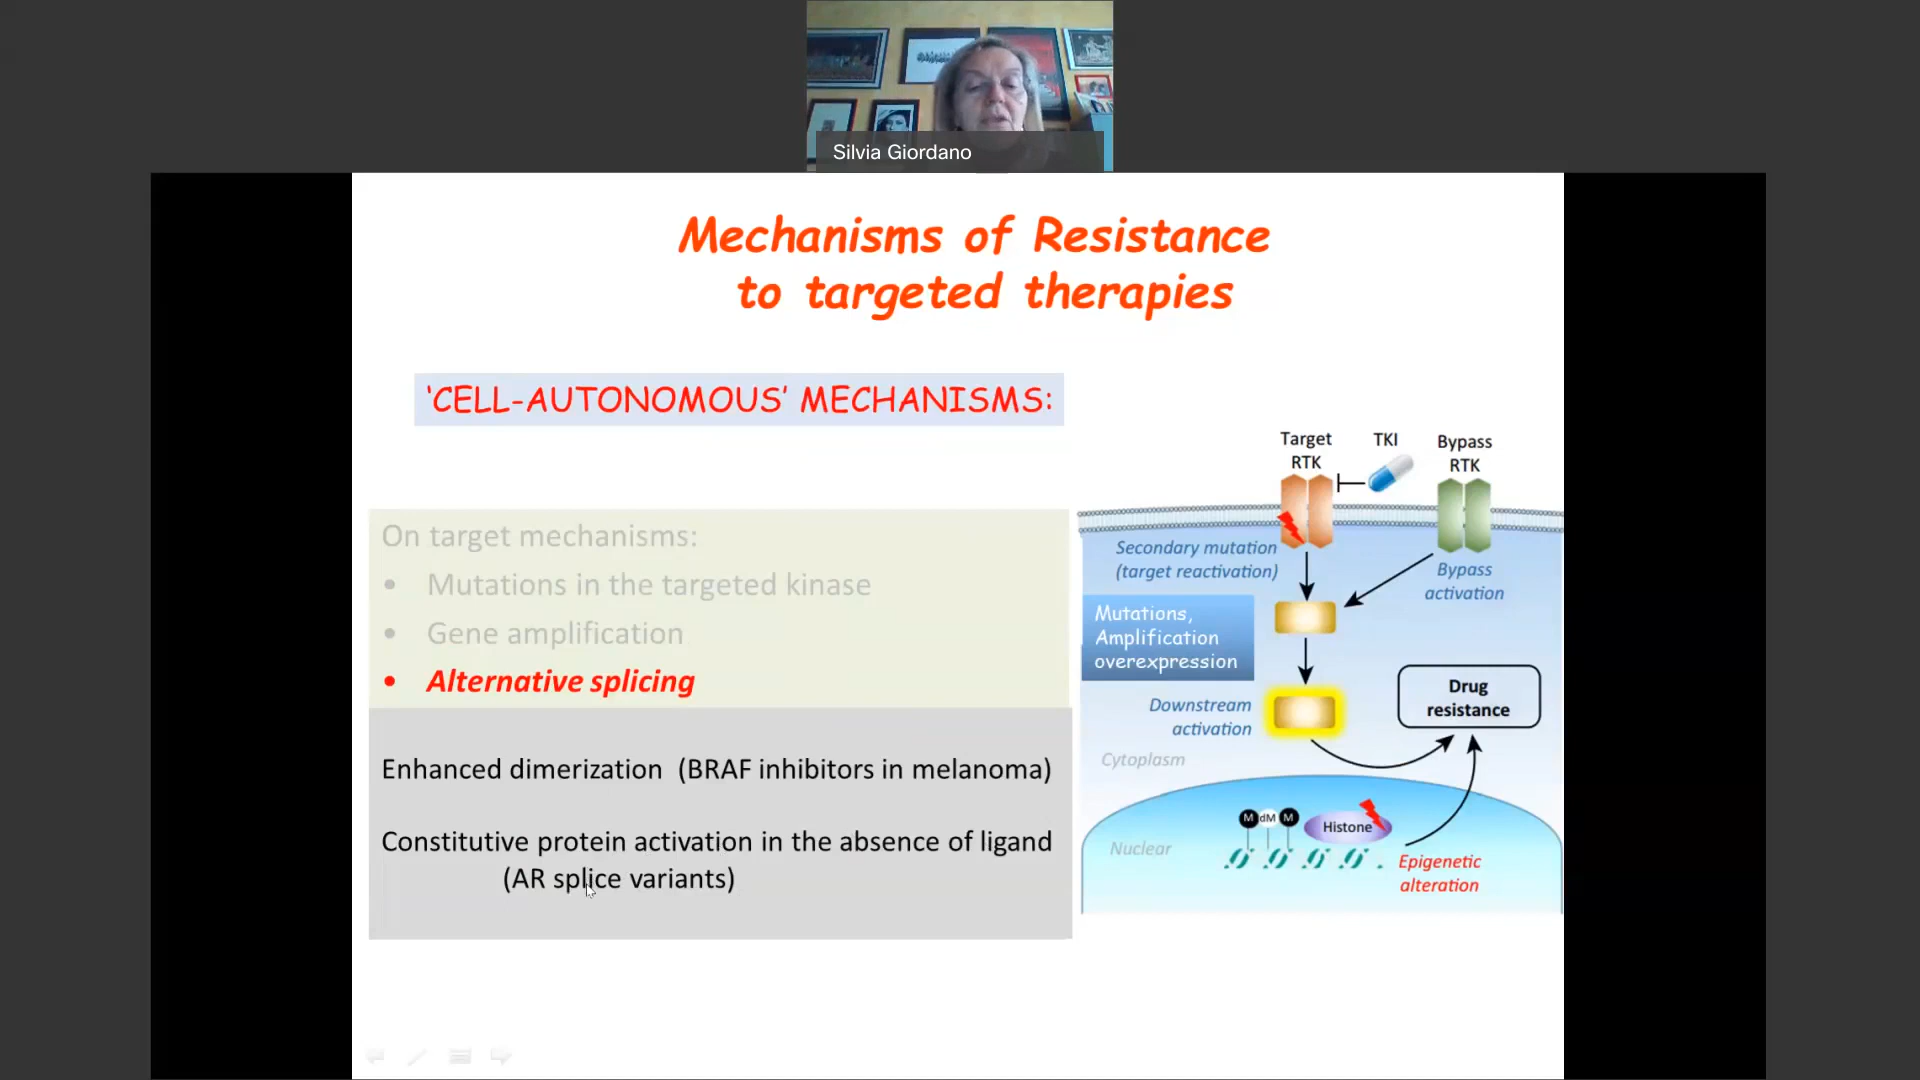 Silvia Giordano
Mechanisms of Resistance
to targeted therapies
‘CELL-AUTONOMOUS’ MECHANISMS:
On target mechanisms:
• Mutations in the targeted kinase
• Gene amplification
• Alternative splicing
Enhanced dimerization (BRAF inhibitors in melanoma)
Constitutive protein activation in the absence of ligand
(AR splice variants)
Target
RTK
TKI
Bypass
RTK
Secondary mutation
(target reactivation)
Bypass
activation
Mutations,
Amplification
overexpression
Downstream
activation
Drug
resistance
Cytoplasm
M dM M
Histone
Nuclear
Epigenetic
alteration